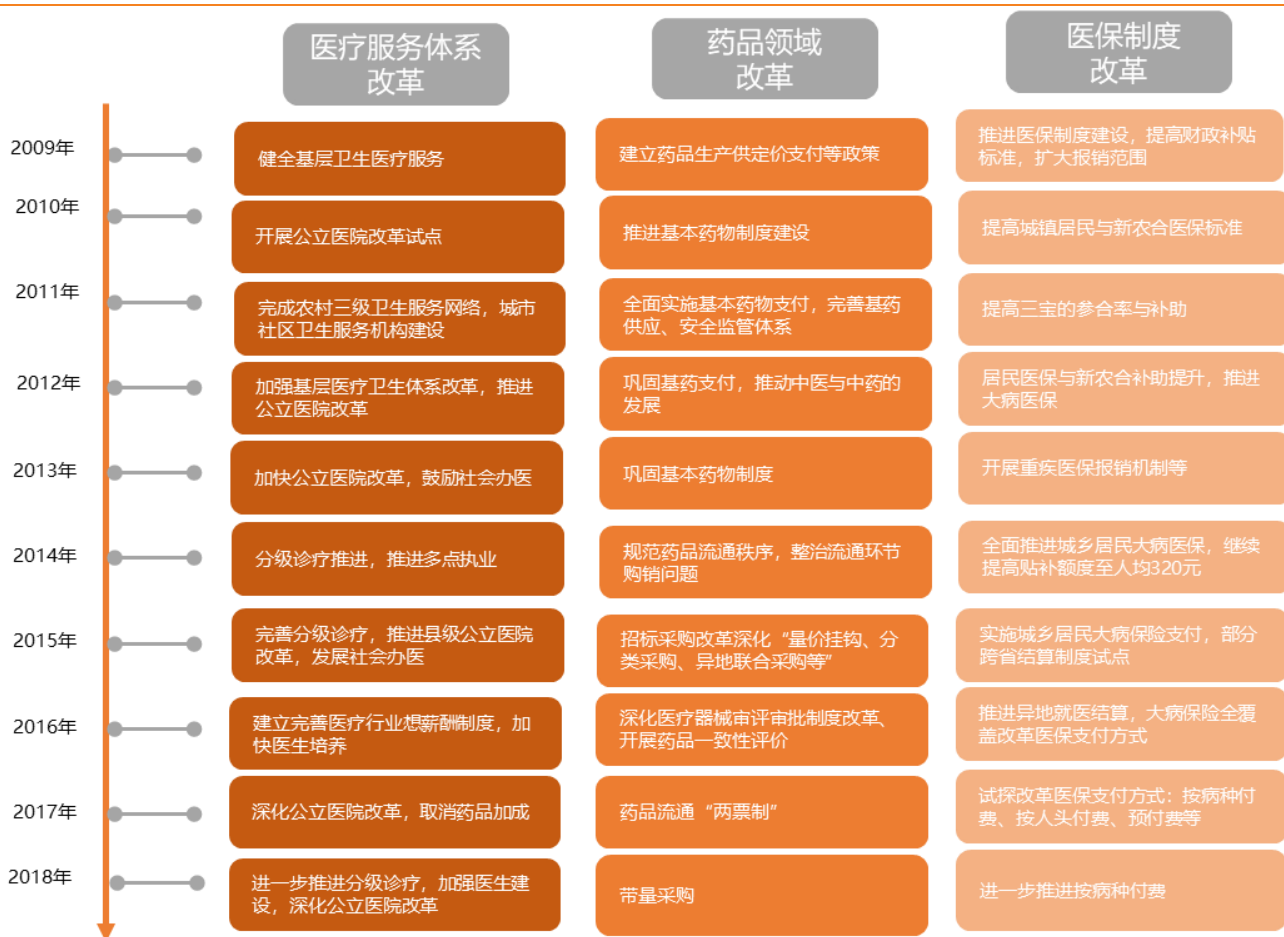 医疗服务体系
改革
药品领域
改革
医保制度
改革
2009年
健全基层卫生医疗服务
建立药品生产供定价支付等政策
推进医保制度建设，提高财政补贴
标准，扩大报销范围
2010年
开展公立医院改革试点
推进基本药物制度建设
提高城镇居民与新农合医保标准
2011年
完成农村三级卫生服务网络，城市
社区卫生服务机构建设
全面实施基本药物支付，完善基药
供应、安全监管体系
提高三宝的参合率与补助
2012年
加强基层医疗卫生体系改革，推进
公立医院改革
巩固基药支付，推动中医与中药的
发展
居民医保与新农合补助提升，推进
大病医保
2013年
加快公立医院改革，鼓励社会办医
巩固基本药物制度
开展重疾医保报销机制等
2014年
分级诊疗推进，推进多点执业
规范药品流通秩序，整治流通环节
购销问题
全面推进城乡居民大病医保，继续
提高贴补额度至人均320元
2015年
完善分级诊疗，推进县级公立医院
改革，发展社会办医
招标采购改革深化“量价挂钩、分
类采购、异地联合采购等”
实施城乡居民大病保险支付，部分
跨省结算制度试点
2016年
建立完善医疗行业想薪酬制度，加
快医生培养
深化医疗器械审评审批制度改革、
开展药品一致性评价
推进异地就医结算，大病保险全覆
盖改革医保支付方式
2017年
深化公立医院改革，取消药品加成
药品流通“两票制”
试探改革医保支付方式：按病种付
费、按人头付费、预付费等
2018年
进一步推进分级诊疗，加强医生建
设，深化公立医院改革
带量采购
进一步推进按病种付费